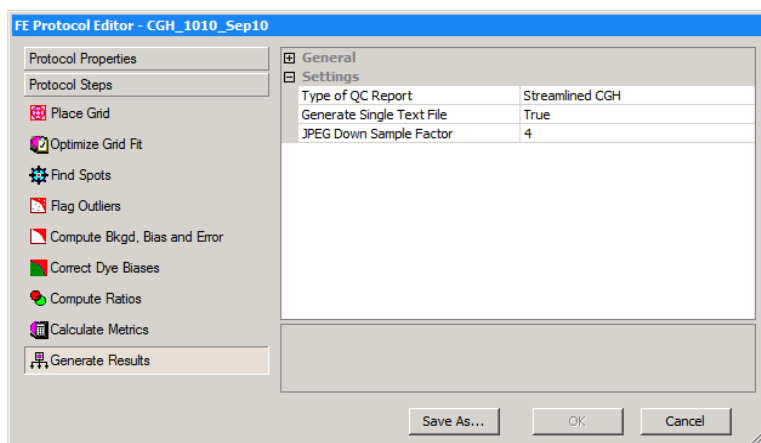 FE Protocol Editor - CGH_1010_Sep10
Protocol Properties
Protocol Steps
Place Grid
Optimize Grid Fit
Find Spots
Flag Outliers
Compute Bkgd, Bias and Error
Correct Dye Biases
Compute Ratios
Calculate Metrics
Generate Results
General
Settings
Type of QC Report Streamlined CGH
Generate Single Text File True
JPEG Down Sample Factor 4
Save As... OK Cancel